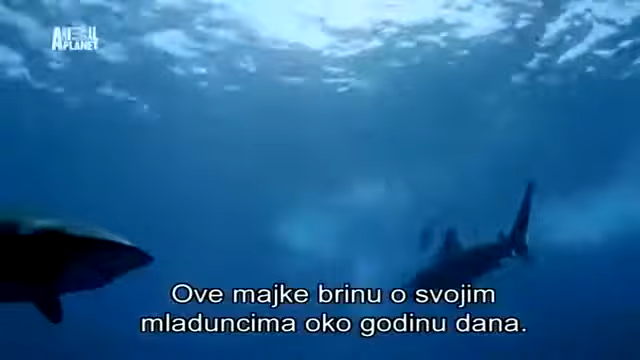 ANIMAL
PLANET
Ove majke brinu o svojim
mladuncima oko godinu dana.